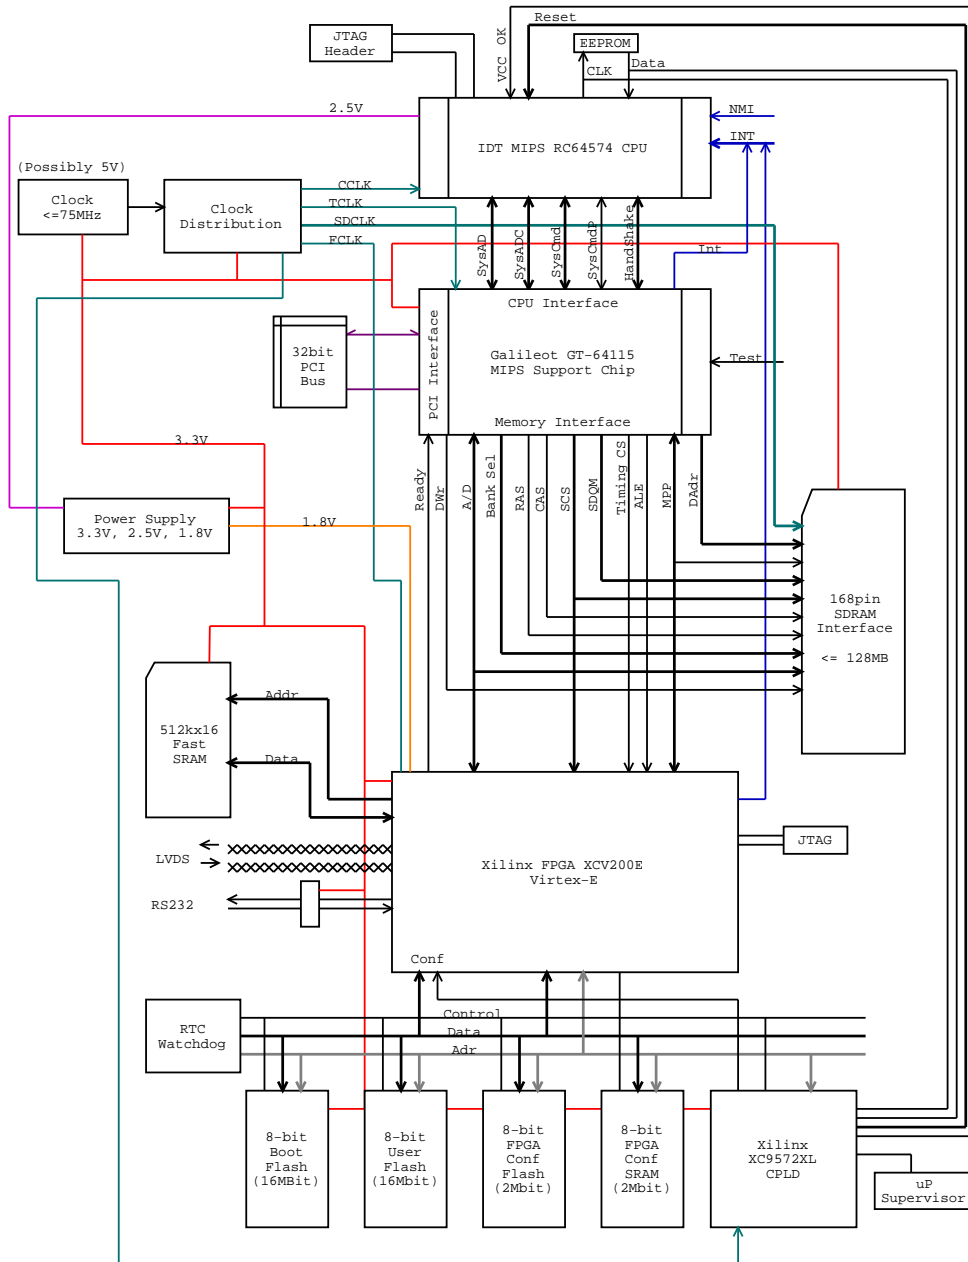 Reset
JTAG
Header
VCC OK
EEPROM
Data
CLK
2.5V
NMI
INT
IDT MIPS RC64574 CPU
(Possibly 5V)
Clock
<=75MHz
Clock
Distribution
CCLK
TCLK
SDCLK
FCLK
SysAD
SysADC
SysCmd
SysCmdP
HandShake
Int
CPU Interface
PCI Interface
32bit
PCI
Bus
Galileot GT-64115
MIPS Support Chip
Test
Memory Interface
3.3V
Ready
DWr
A/D
Bank Sel
RAS
CAS
SCS
SDQM
Timing CS
ALE
MPP
DAdr
Power Supply
3.3V, 2.5V, 1.8V
1.8V
168pin
SDRAM
Interface
<= 128MB
512kx16
Fast
SRAM
Addr
Data
LVDS
RS232
Xilinx FPGA XCV200E
Virtex-E
JTAG
Conf
RTC
Watchdog
Control
Data
Adr
8-bit
Boot
Flash
(16MBit)
8-bit
User
Flash
(16Mbit)
8-bit
FPGA
Conf
Flash
(2Mbit)
8-bit
FPGA
Conf
SRAM
(2Mbit)
Xilinx
XC9572XL
CPLD
uP
Supervisor